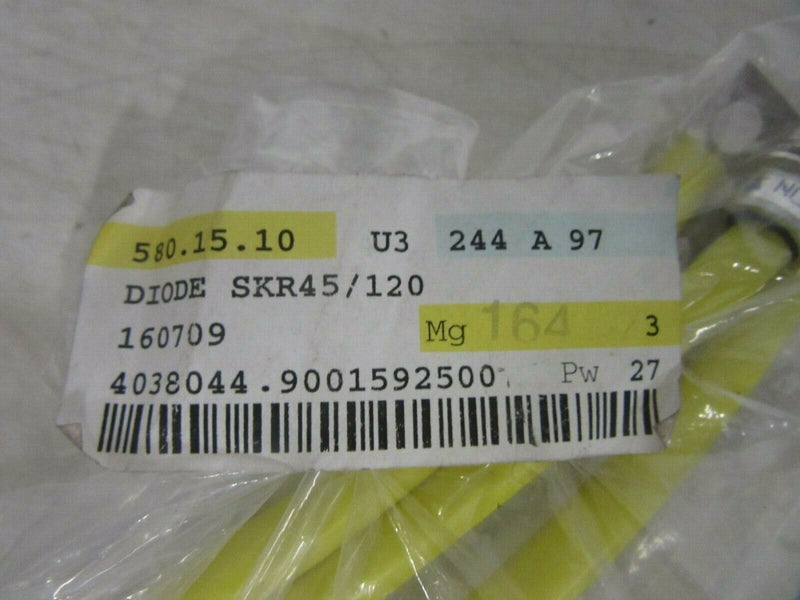 580.15.10 U3 244 A 97
DIODE SKR45/120
160709 Mg 164 3
4038044.9001592500 Pw 27